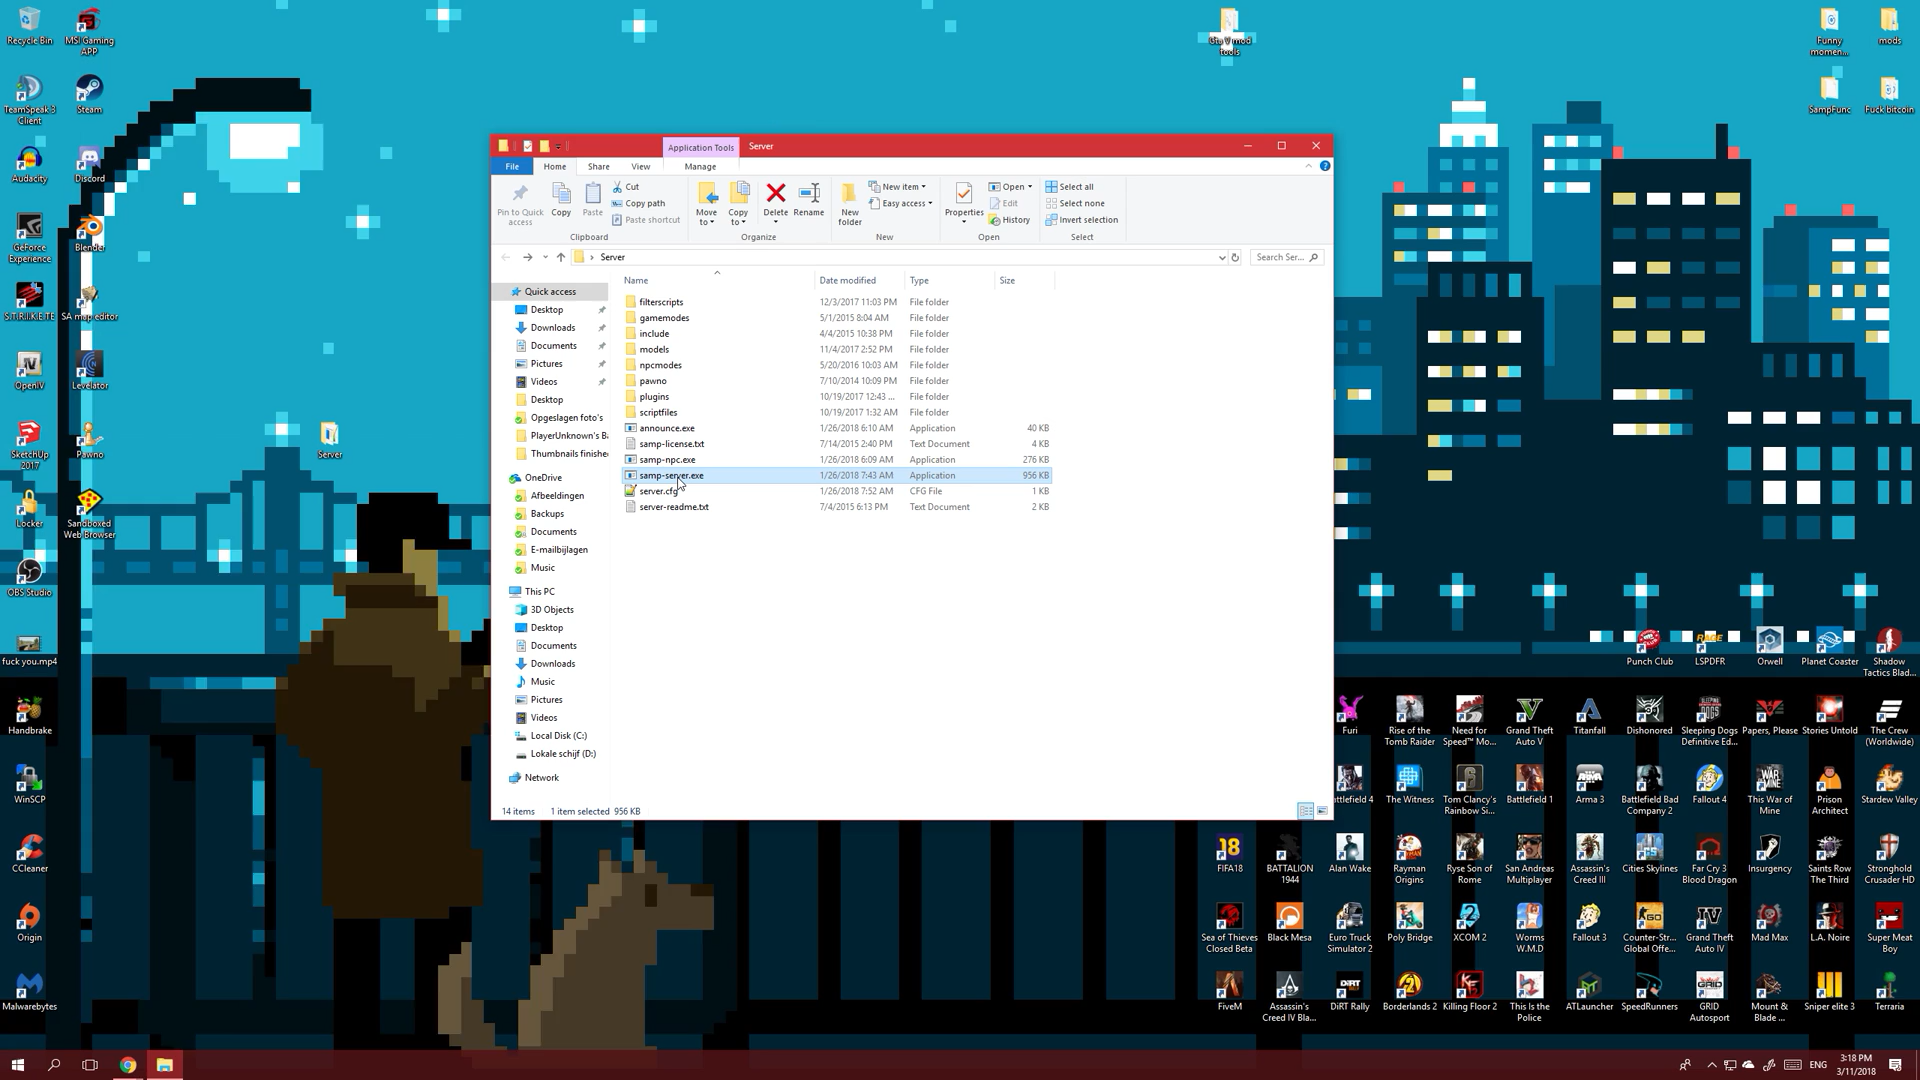 Recycle Bin
MSI Gaming
APP
TeamSpeak 3
Client
Steam
Audacity
Discord
GeForce
Experience
Blender
S.T.R.I.K.E TE
SA map editor
OpenIV
Levelator
SketchUp
2017
Pawno
Server
Locker
Sandboxed
Web Browser
OBS Studio
fuck you.mp4
Handbrake
WinSCP
CCleaner
Origin
Malwarebytes
Gta V mod
tools
Funny
momen...
mods
SampFunc
Fuck bitcoin
Application Tools
Server
File
Home
Share
View
Manage
Pin to Quick
access
Copy
Paste
Cut
Copy path
Paste shortcut
Clipboard
Move
to
Copy
to
Delete
Rename
Organize
New
folder
New item
Easy access
New
Properties
Open
Edit
History
Open
Select all
Select none
Invert selection
Select
Server
Search Ser...
Name
Date modified
Type
Size
Quick access
Desktop
Downloads
Documents
Pictures
Videos
Desktop
Opgeslagen foto's
PlayerUnknown's Ba
Thumbnails finishe
OneDrive
Afbeeldingen
Backups
Documents
E-mailbijlagen
Music
This PC
3D Objects
Desktop
Documents
Downloads
Music
Pictures
Videos
Local Disk (C:)
Lokale schijf (D:)
Network
filterscripts 12/3/2017 11:03 PM File folder
gamemodes 5/1/2015 8:04 AM File folder
include 4/4/2015 10:38 PM File folder
models 11/4/2017 2:52 PM File folder
npcmodes 5/20/2016 10:03 AM File folder
pawno 7/10/2014 10:09 PM File folder
plugins 10/19/2017 12:43 ... File folder
scriptfiles 10/19/2017 1:32 AM File folder
announce.exe 1/26/2018 6:10 AM Application 40 KB
samp-license.txt 7/14/2015 2:40 PM Text Document 4 KB
samp-npc.exe 1/26/2018 6:09 AM Application 276 KB
samp-server.exe 1/26/2018 7:43 AM Application 956 KB
server.cfg 1/26/2018 7:52 AM CFG File 1 KB
server-readme.txt 7/4/2015 6:13 PM Text Document 2 KB
14 items 1 item selected 956 KB
Punch Club
LSPDFR
Orwell
Planet Coaster
Shadow
Tactics Blad...
Furi
Rise of the
Tomb Raider
Need for
Speed™ Mo...
Grand Theft
Auto V
Titanfall
Dishonored
Sleeping Dogs
Definitive Ed...
Papers, Please
Stories Untold
The Crew
(Worldwide)
Battlefield 4
The Witness
Tom Clancy's
Rainbow Si...
Battlefield 1
Arma 3
Battlefield Bad
Company 2
Fallout 4
This War of
Mine
Prison
Architect
Stardew Valley
FIFA18
BATTALION
1944
Alan Wake
Rayman
Origins
Ryse Son of
Rome
San Andreas
Multiplayer
Assassin's
Creed III
Cities Skylines
Far Cry 3
Blood Dragon
Insurgency
Saints Row
The Third
Stronghold
Crusader HD
Sea of Thieves
Closed Beta
Black Mesa
Euro Truck
Simulator 2
Poly Bridge
XCOM 2
Worms
W.M.D
Fallout 3
Counter-Str...
Global Offe...
Grand Theft
Auto IV
Mad Max
L.A. Noire
Super Meat
Boy
FiveM
Assassin's
Creed IV Bla...
DiRT Rally
Borderlands 2
Killing Floor 2
This Is the
Police
ATLauncher
SpeedRunners
GRID
Autosport
Mount &
Blade ...
Sniper elite 3
Terraria
ENG
3:18 PM
3/11/2018